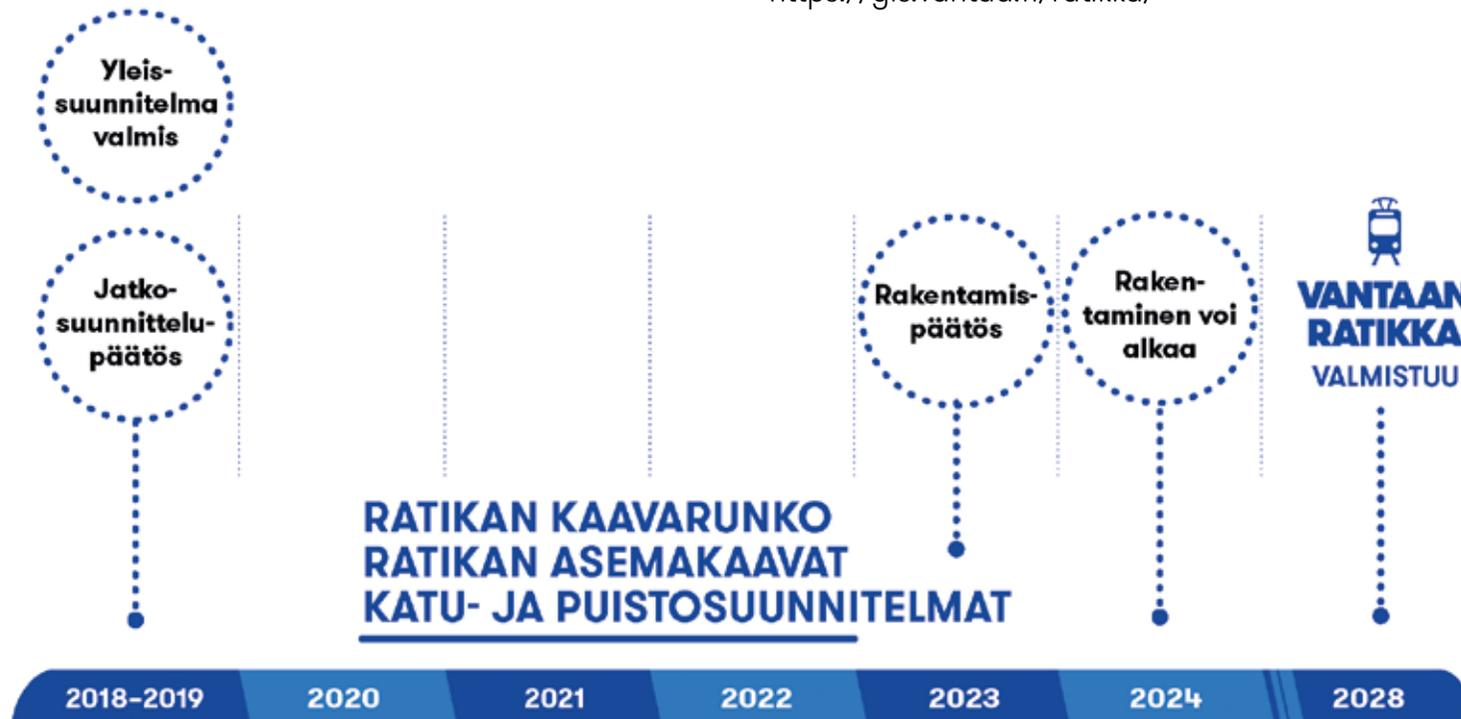 Yleis-
suunnitelma
valmis
Jatko-
suunnittelu-
päätös
Rakentamis-
päätös
Raken-
taminen voi
alkaa
VANTAAN
RATIKKA
VALMISTUU
RATIKAN KAAVARUNKO
RATIKAN ASEMAKAAVAT
KATU- JA PUISTOSUUNNITELMAT
2018–2019
2020
2021
2022
2023
2024
2028